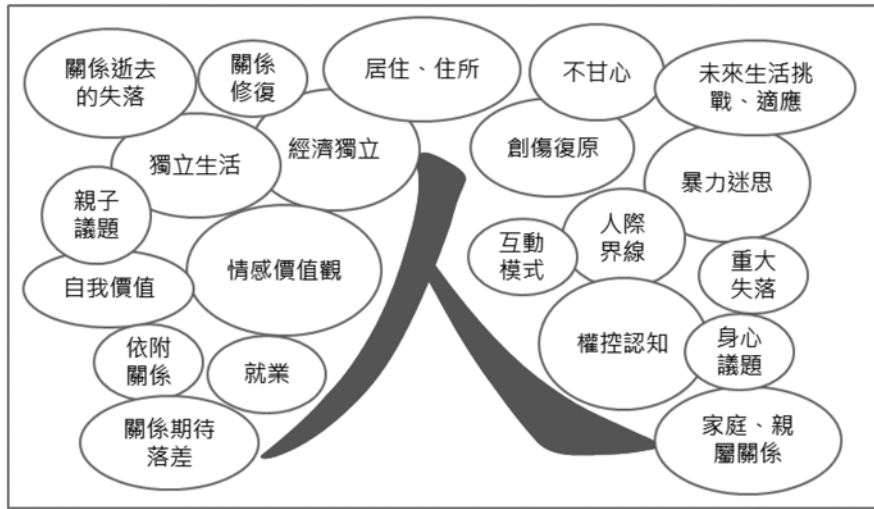 關係逝去
的失落
關係
修復
居住、住所
不甘心
未來生活挑
戰、適應
獨立生活
經濟獨立
創傷復原
暴力迷思
親子
議題
情感價值觀
人
互動
模式
人際
界線
重大
失落
自我價值
依附
關係
就業
權控認知
身心
議題
關係期待
落差
家庭、親
屬關係